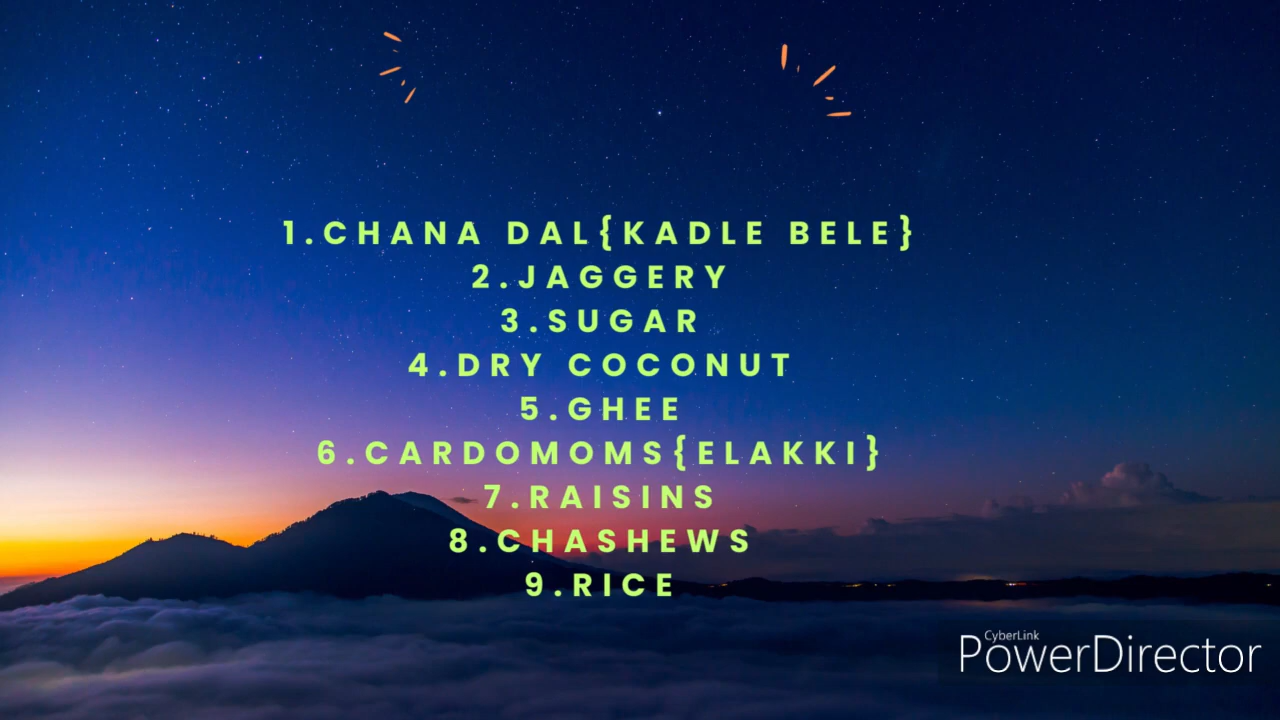 1.CHANA DAL{KADLE BELE}
2.JAGGERY
3.SUGAR
4.DRY COCONUT
5.GHEE
6.CARDOMOMS{ELAKKI}
7.RAISINS
8.CHASHEWS
9.RICE
CyberLink
PowerDirector